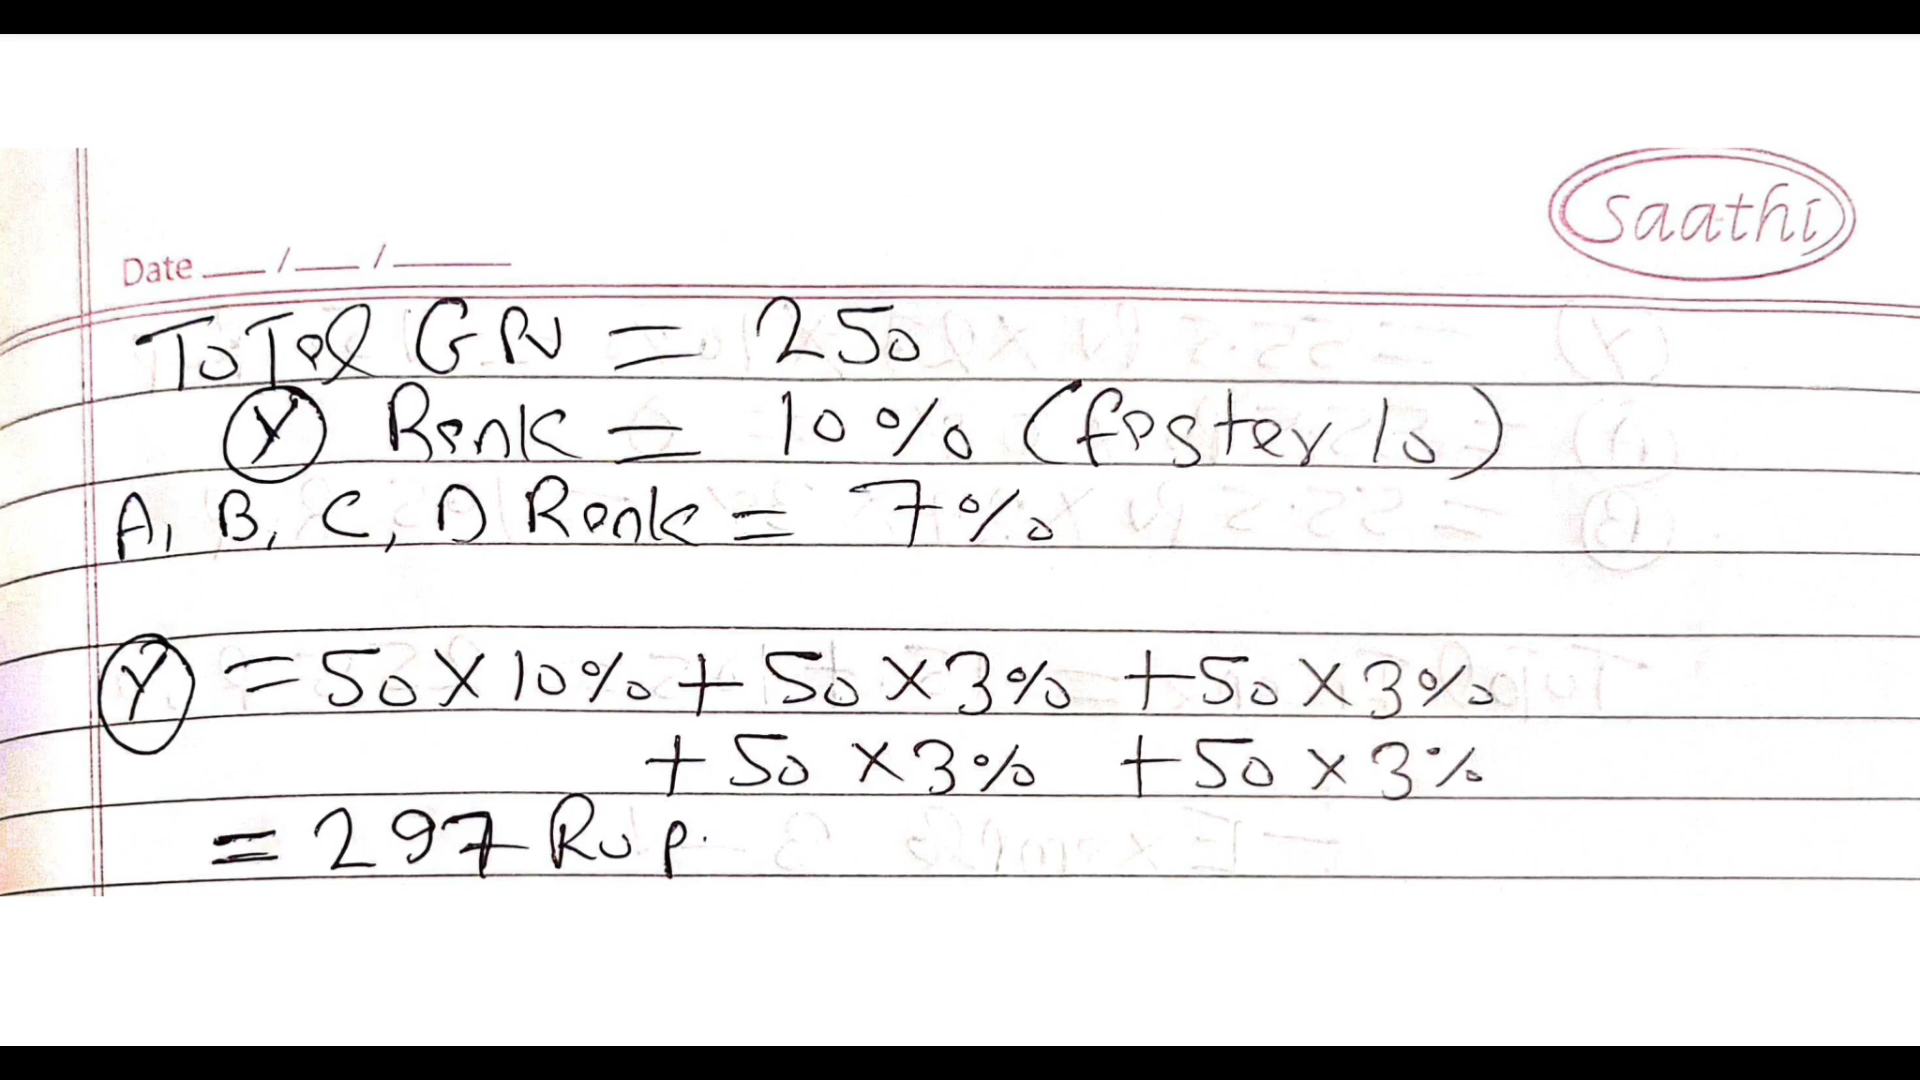 Saathi
Date __/__/____
Total GN = 250
Y Rank = 10% (faster 10)
A, B, C, D Rank = 7%
Y = 50 X 10% + 50 X 3% + 50 X 3%
+ 50 X 3% + 50 X 3%
= 297 Rup.